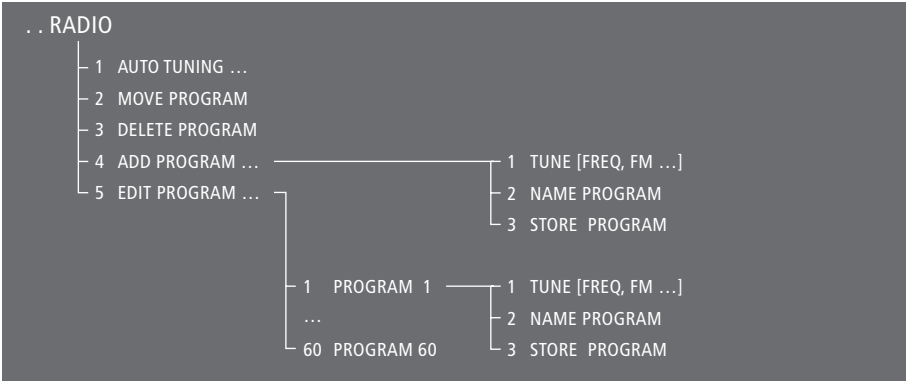 . . RADIO
1 AUTO TUNING …
2 MOVE PROGRAM
3 DELETE PROGRAM
4 ADD PROGRAM …
1 TUNE [FREQ, FM …]
2 NAME PROGRAM
3 STORE PROGRAM
5 EDIT PROGRAM …
1 PROGRAM 1
1 TUNE [FREQ, FM …]
2 NAME PROGRAM
3 STORE PROGRAM
…
60 PROGRAM 60